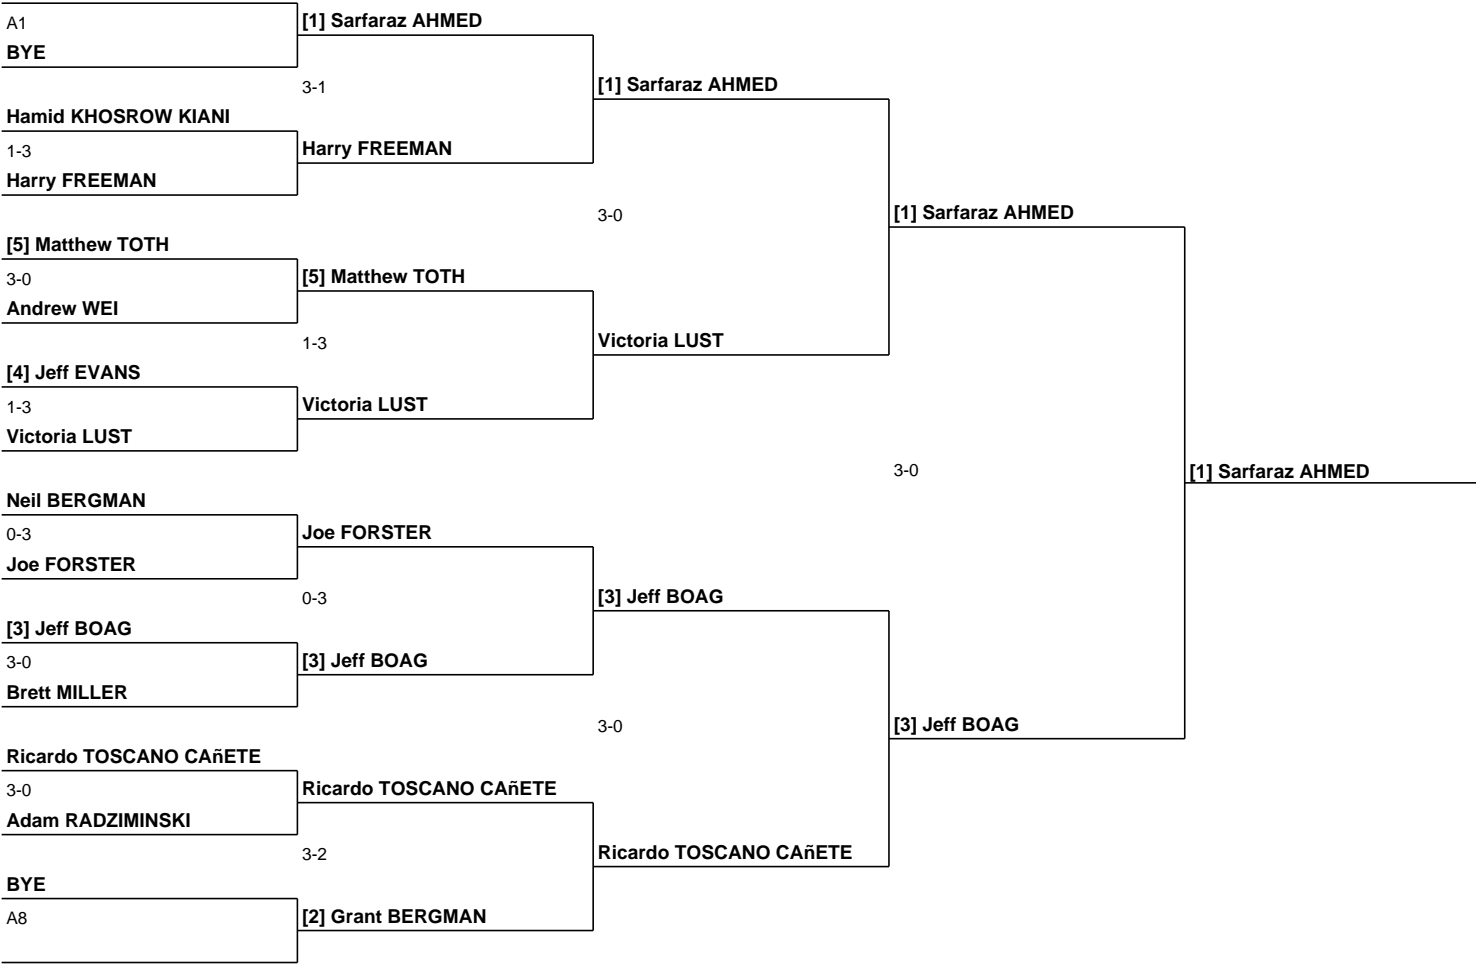 A1
BYE
Hamid KHOSROW KIANI
1-3
Harry FREEMAN
[5] Matthew TOTH
3-0
Andrew WEI
[4] Jeff EVANS
1-3
Victoria LUST
Neil BERGMAN
0-3
Joe FORSTER
[3] Jeff BOAG
3-0
Brett MILLER
Ricardo TOSCANO CAñETE
3-0
Adam RADZIMINSKI
BYE
A8
[1] Sarfaraz AHMED
3-1
Harry FREEMAN
[5] Matthew TOTH
1-3
Victoria LUST
Joe FORSTER
0-3
[3] Jeff BOAG
Ricardo TOSCANO CAñETE
3-2
[2] Grant BERGMAN
[1] Sarfaraz AHMED
3-0
Victoria LUST
[3] Jeff BOAG
3-0
Ricardo TOSCANO CAñETE
[1] Sarfaraz AHMED
3-0
[3] Jeff BOAG
[1] Sarfaraz AHMED